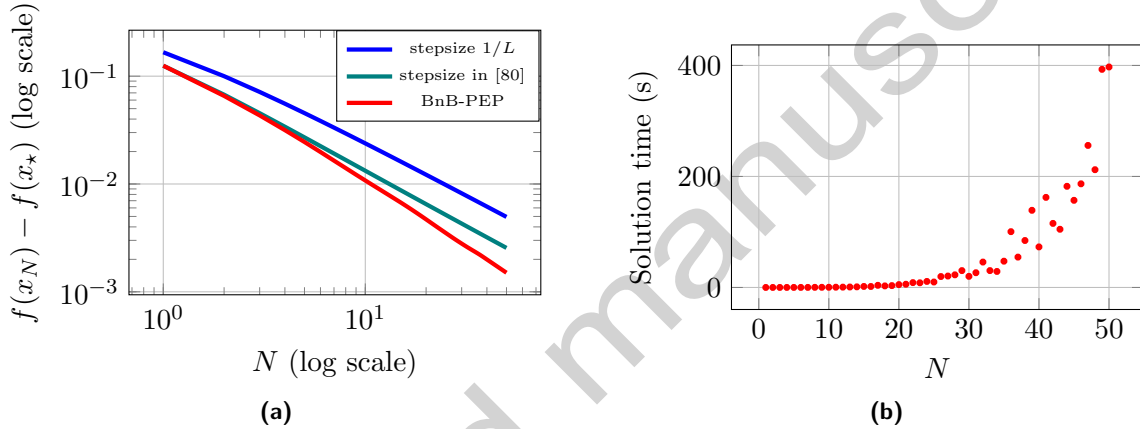 f(x_N) − f(x_⋆) (log scale)
10^{−1}
10^{−2}
10^{−3}
10^0
10^1
N (log scale)
stepsize 1/L
stepsize in [80]
BnB-PEP
(a)
Solution time (s)
400
200
0
0
10
20
30
40
50
N
(b)
d manusc